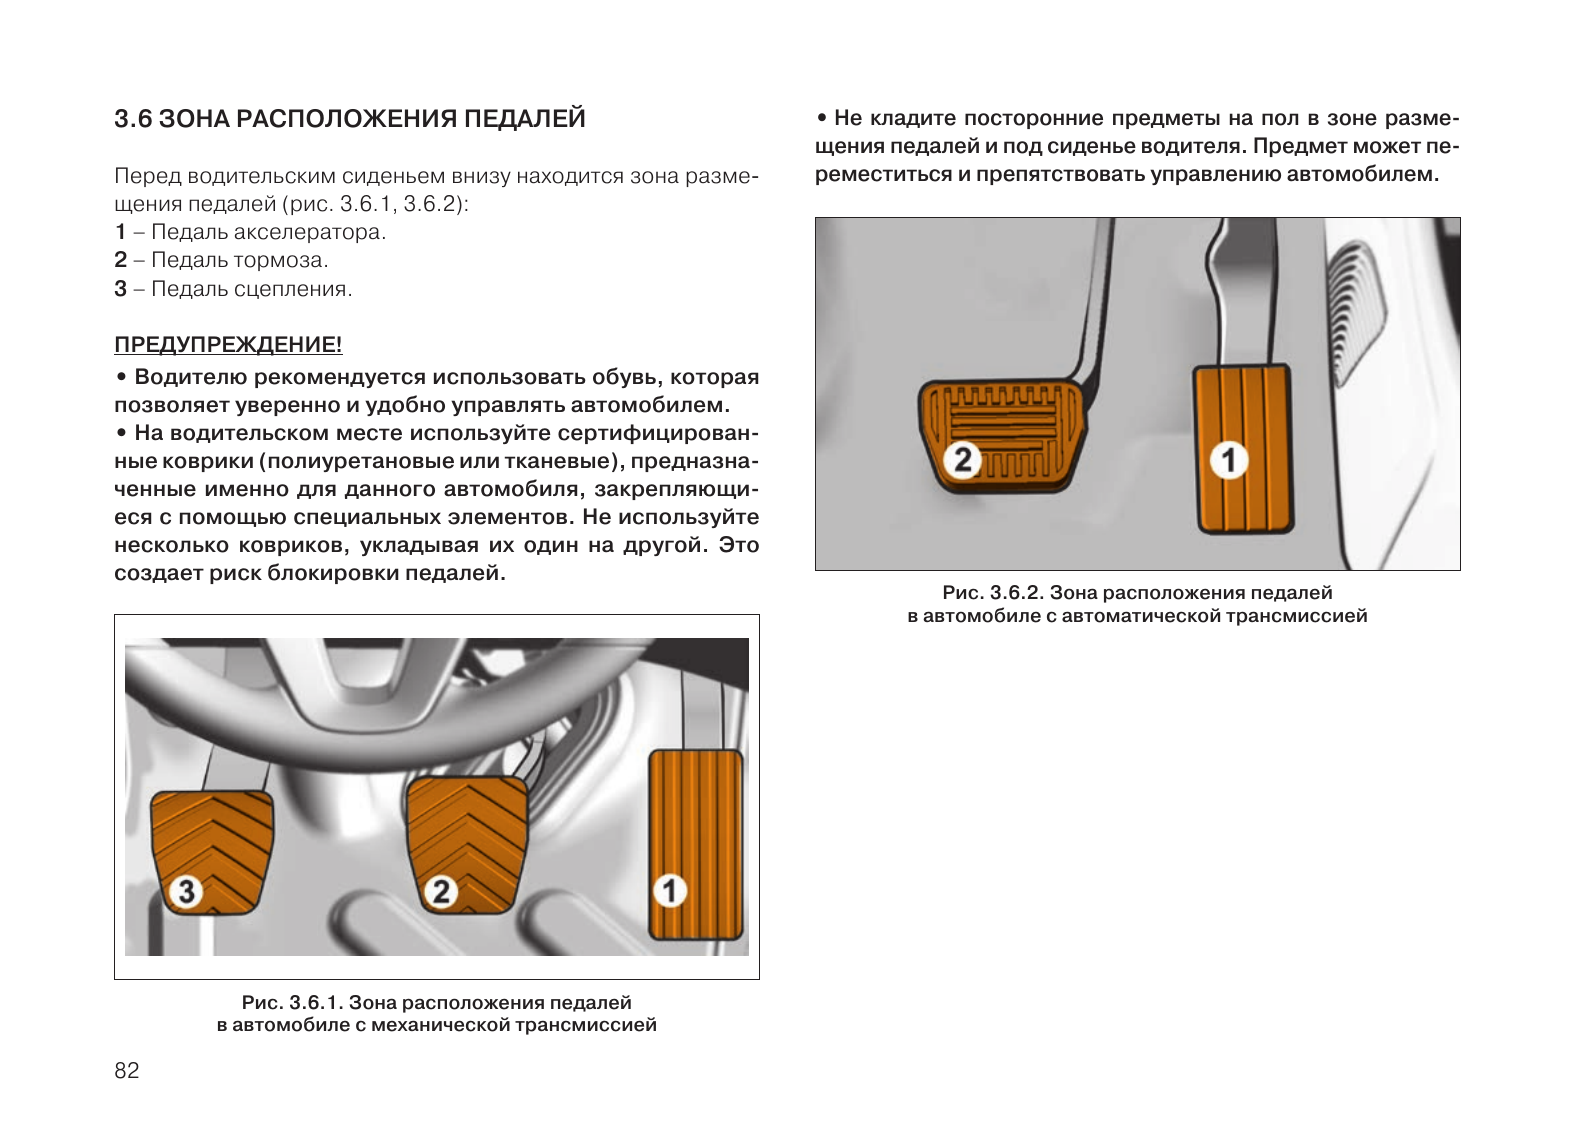 3.6 ЗОНА РАСПОЛОЖЕНИЯ ПЕДАЛЕЙ
Перед водительским сиденьем внизу находится зона разме-
щения педалей (рис. 3.6.1, 3.6.2):
1 – Педаль акселератора.
2 – Педаль тормоза.
3 – Педаль сцепления.
ПРЕДУПРЕЖДЕНИЕ!
• Водителю рекомендуется использовать обувь, которая
позволяет уверенно и удобно управлять автомобилем.
• На водительском месте используйте сертифицирован-
ные коврики (полиуретановые или тканевые), предназна-
ченные именно для данного автомобиля, закрепляющи-
еся с помощью специальных элементов. Не используйте
несколько ковриков, укладывая их один на другой. Это
создает риск блокировки педалей.
3
2
1
Рис. 3.6.1. Зона расположения педалей
в автомобиле с механической трансмиссией
82
• Не кладите посторонние предметы на пол в зоне разме-
щения педалей и под сиденье водителя. Предмет может пе-
реместиться и препятствовать управлению автомобилем.
2
1
Рис. 3.6.2. Зона расположения педалей
в автомобиле с автоматической трансмиссией